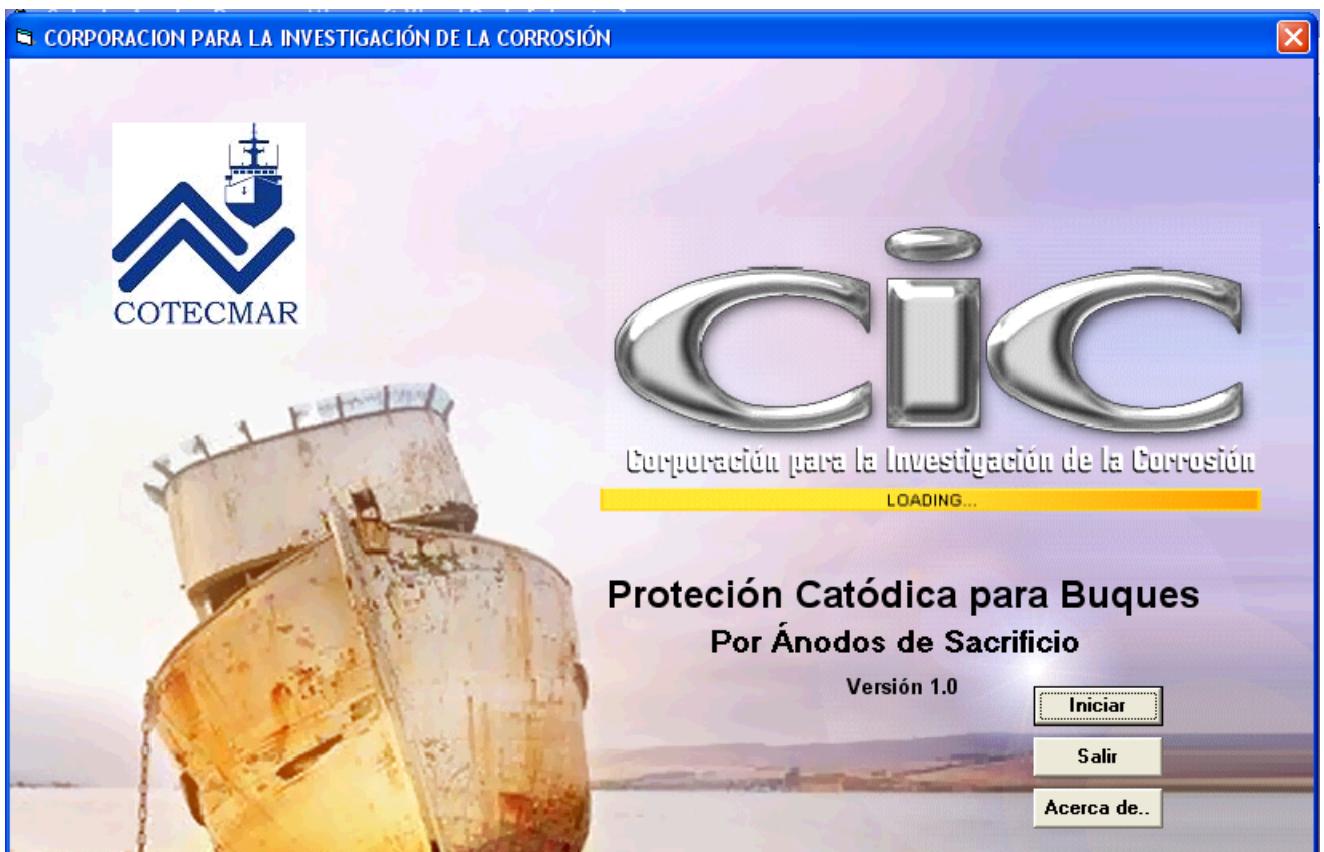 CORPORACION PARA LA INVESTIGACIÓN DE LA CORROSIÓN
COTECMAR
CiC
Corporación para la Investigación de la Corrosión
LOADING...
Proteción Catódica para Buques
Por Ánodos de Sacrificio
Versión 1.0
Iniciar
Salir
Acerca de..